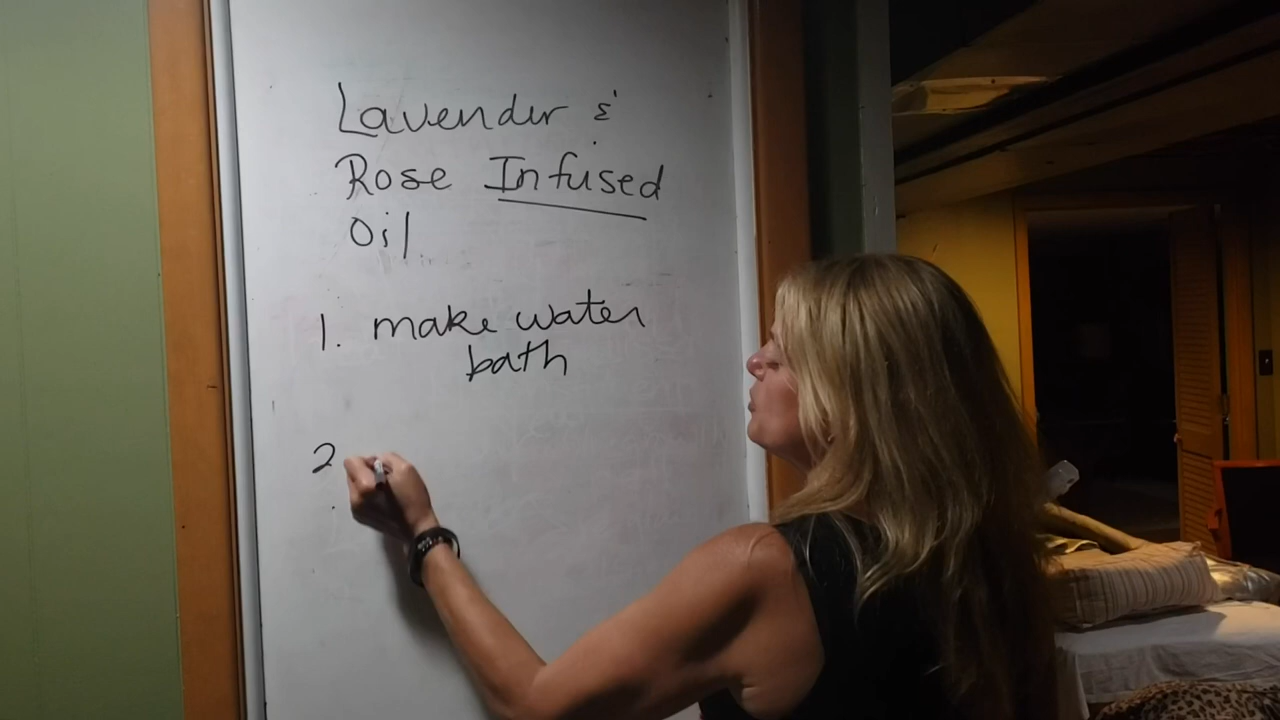 Lavender &
Rose Infused
Oil.
1. make water
bath
2